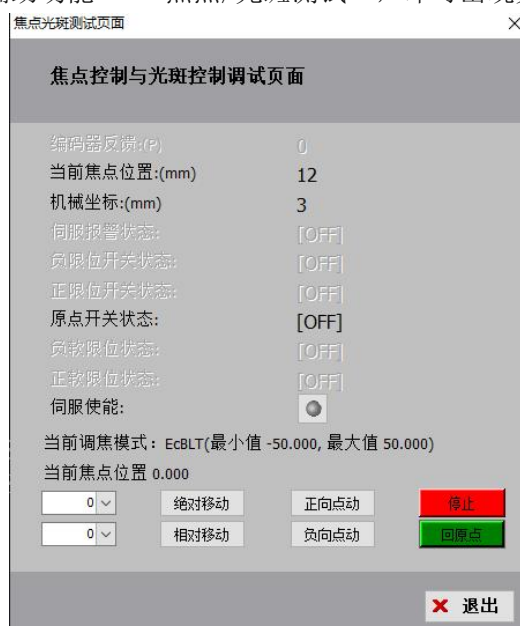 焦点光斑测试页面 ×
焦点控制与光斑控制调试页面
编码器反馈:(P) 0
当前焦点位置:(mm) 12
机械坐标:(mm) 3
伺服报警状态: [OFF]
负限位开关状态: [OFF]
正限位开关状态: [OFF]
原点开关状态: [OFF]
负软限位状态: [OFF]
正软限位状态: [OFF]
伺服使能:
当前调焦模式：EcBLT(最小值 -50.000, 最大值 50.000)
当前焦点位置 0.000
0 绝对移动 正向点动 停止
0 相对移动 负向点动 回原点
退出